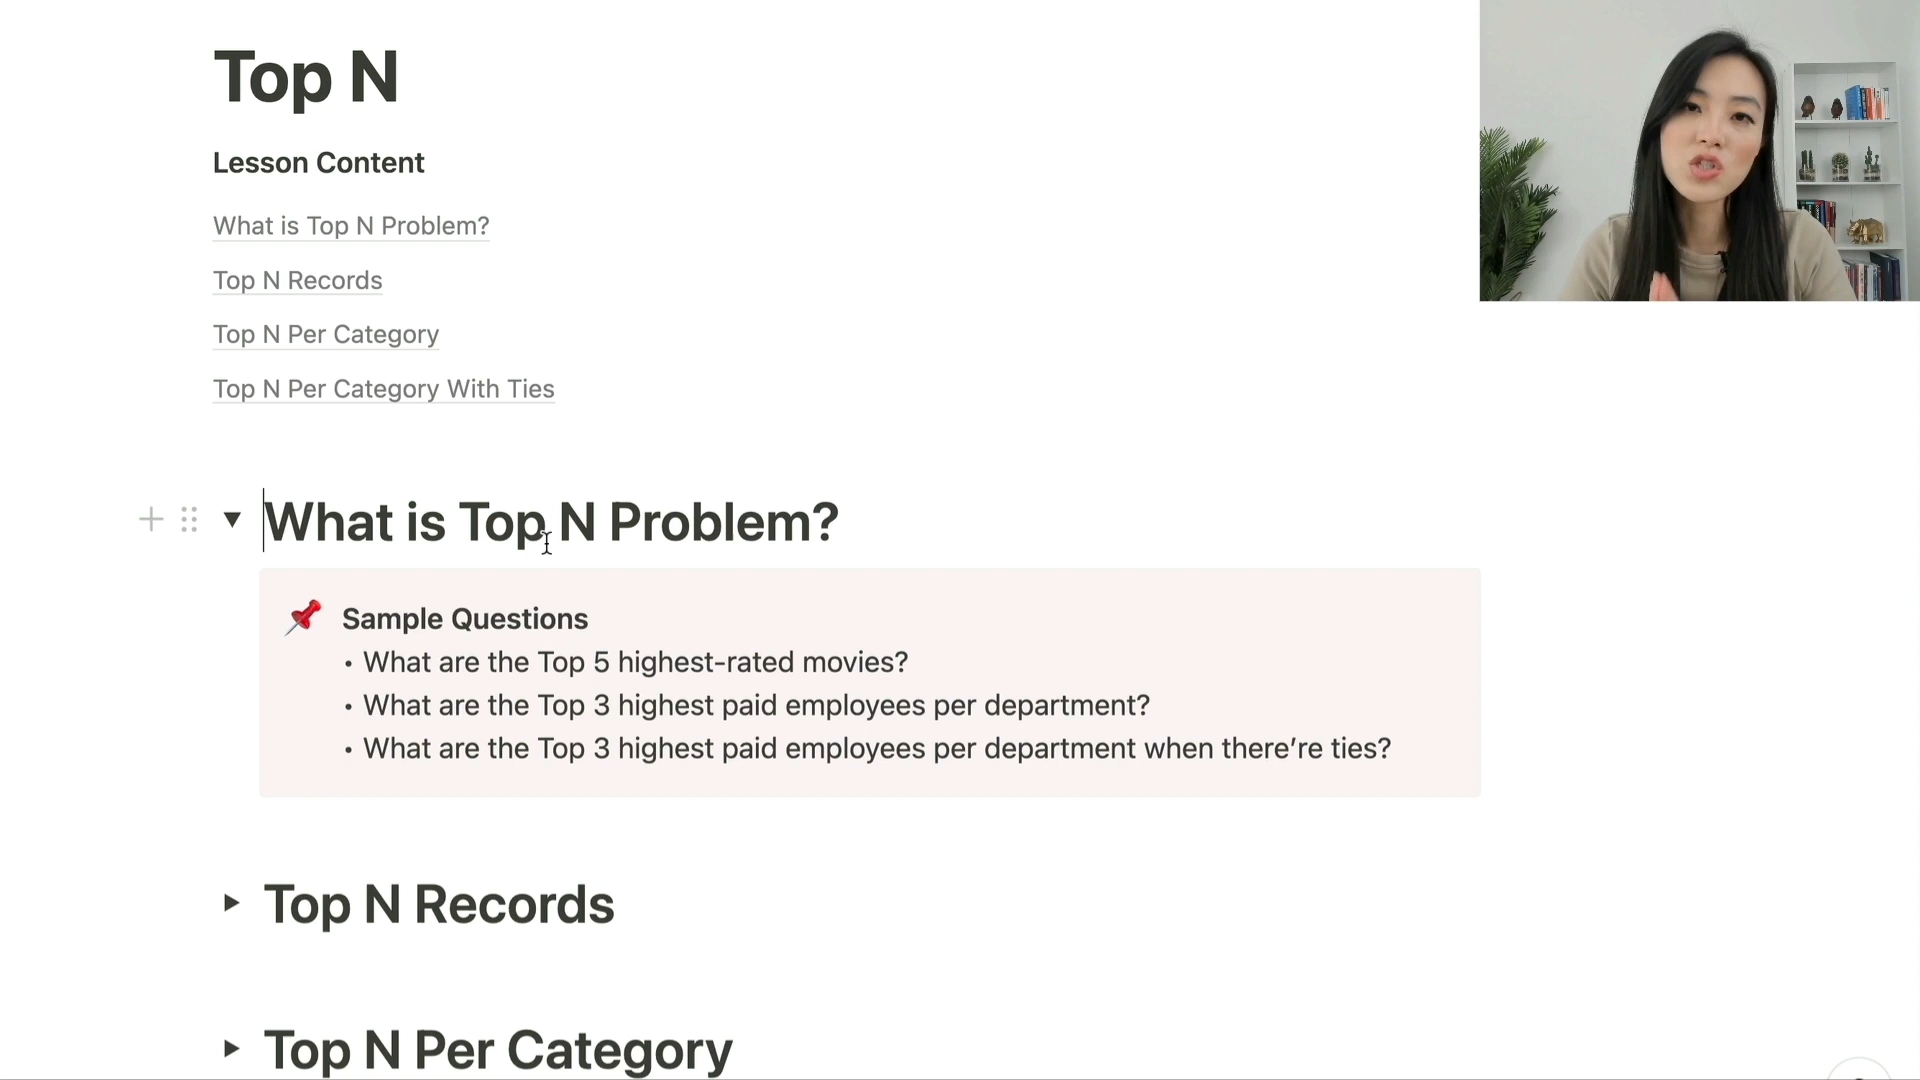 Top N
Lesson Content
What is Top N Problem?
Top N Records
Top N Per Category
Top N Per Category With Ties
What is Top N Problem?
Sample Questions
• What are the Top 5 highest-rated movies?
• What are the Top 3 highest paid employees per department?
• What are the Top 3 highest paid employees per department when there’re ties?
Top N Records
Top N Per Category